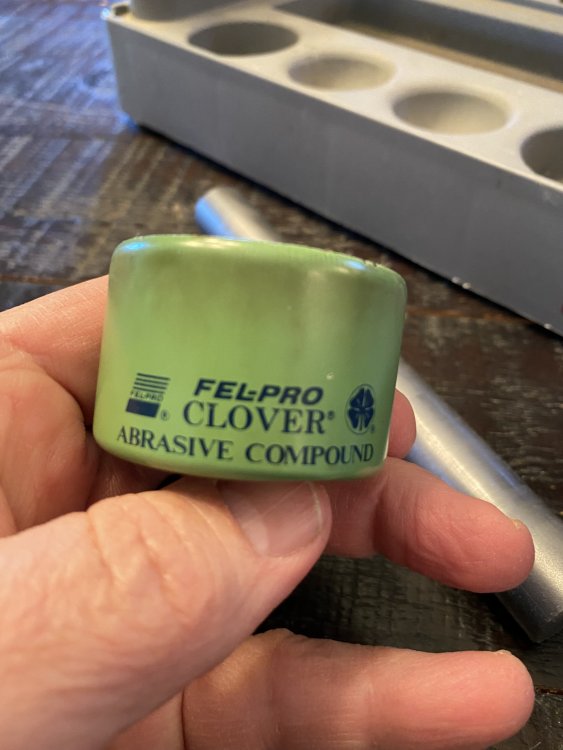 FEL-PRO
®
FEL-PRO
CLOVER®
®
ABRASIVE COMPOUND